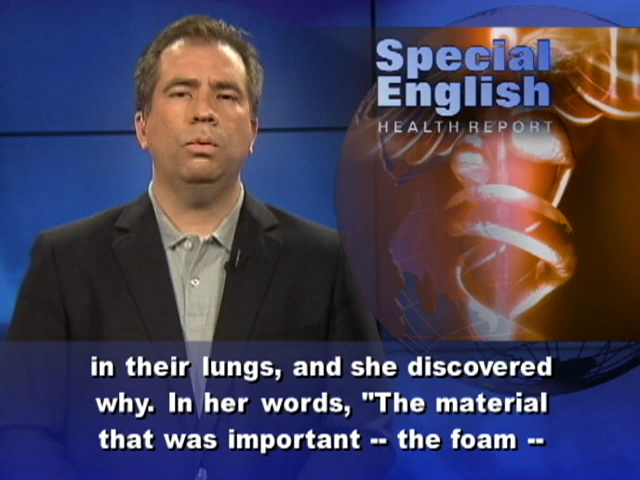 Special
English
HEALTH REPORT
in their lungs, and she discovered
why. In her words, "The material
that was important -- the foam --